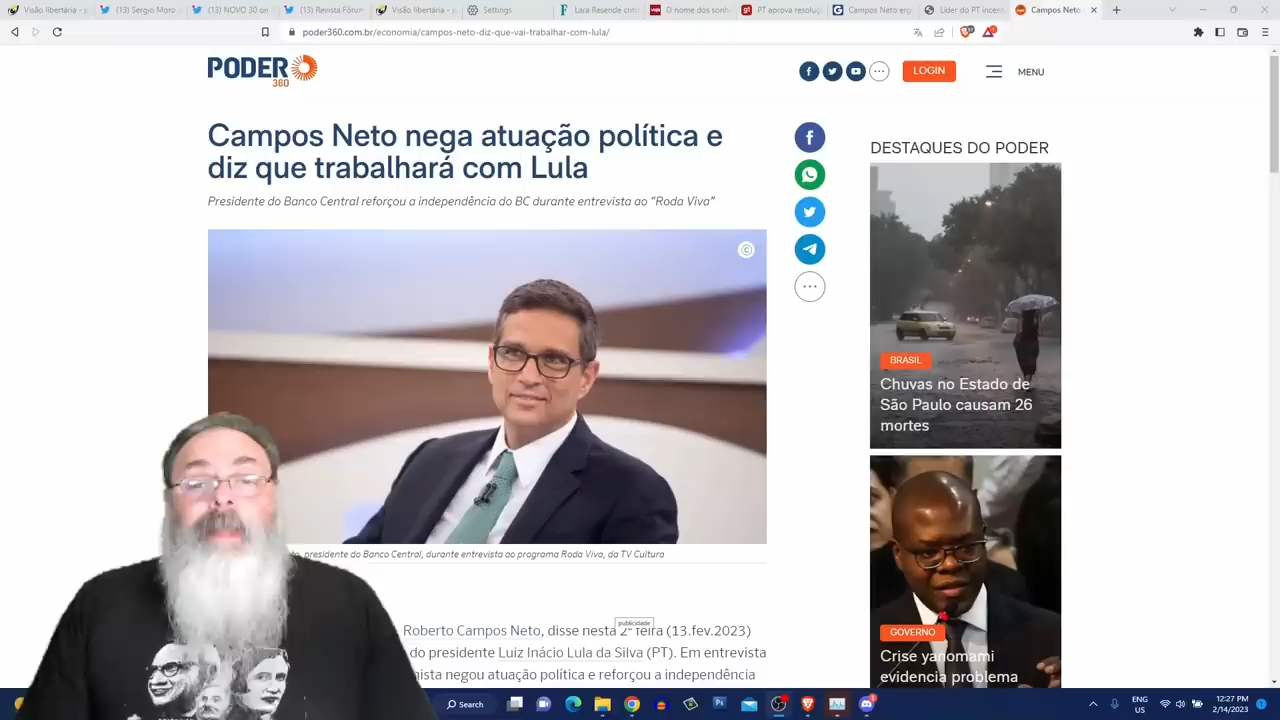 Visão libertária - p
(13) Sergio Moro
(13) NOVO 30 on
(13) Revista Fórum
Visão libertária - p
Settings
Lara Resende criti
O nome dos sonh
PT aprova resoluç
Campos Neto erg
Líder do PT incen
Campos Neto
poder360.com.br/economia/campos-neto-diz-que-vai-trabalhar-com-lula/
PODER
360
LOGIN
MENU
Campos Neto nega atuação política e
diz que trabalhará com Lula
Presidente do Banco Central reforçou a independência do BC durante entrevista ao “Roda Viva”
presidente do Banco Central, durante entrevista ao programa Roda Viva, da TV Cultura
publicidade
Roberto Campos Neto, disse nesta 2ª feira (13.fev.2023)
do presidente Luiz Inácio Lula da Silva (PT). Em entrevista
nista negou atuação política e reforçou a independência
DESTAQUES DO PODER
BRASIL
Chuvas no Estado de
São Paulo causam 26
mortes
GOVERNO
Crise yanomami
evidencia problema
Search
ENG
US
12:27 PM
2/14/2023